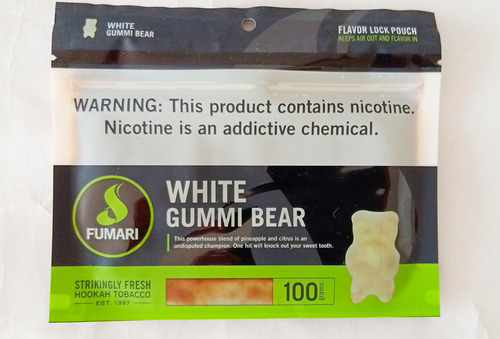 WHITE
GUMMI BEAR
FLAVOR LOCK POUCH
KEEPS AIR OUT AND FLAVOR IN
WARNING: This product contains nicotine.
Nicotine is an addictive chemical.
FUMARI
WHITE
GUMMI BEAR
This powerhouse blend of pineapple and citrus is an
undisputed champion. One hit will knock out your sweet tooth.
STRIKINGLY FRESH
HOOKAH TOBACCO
EST. 1997
100 grams